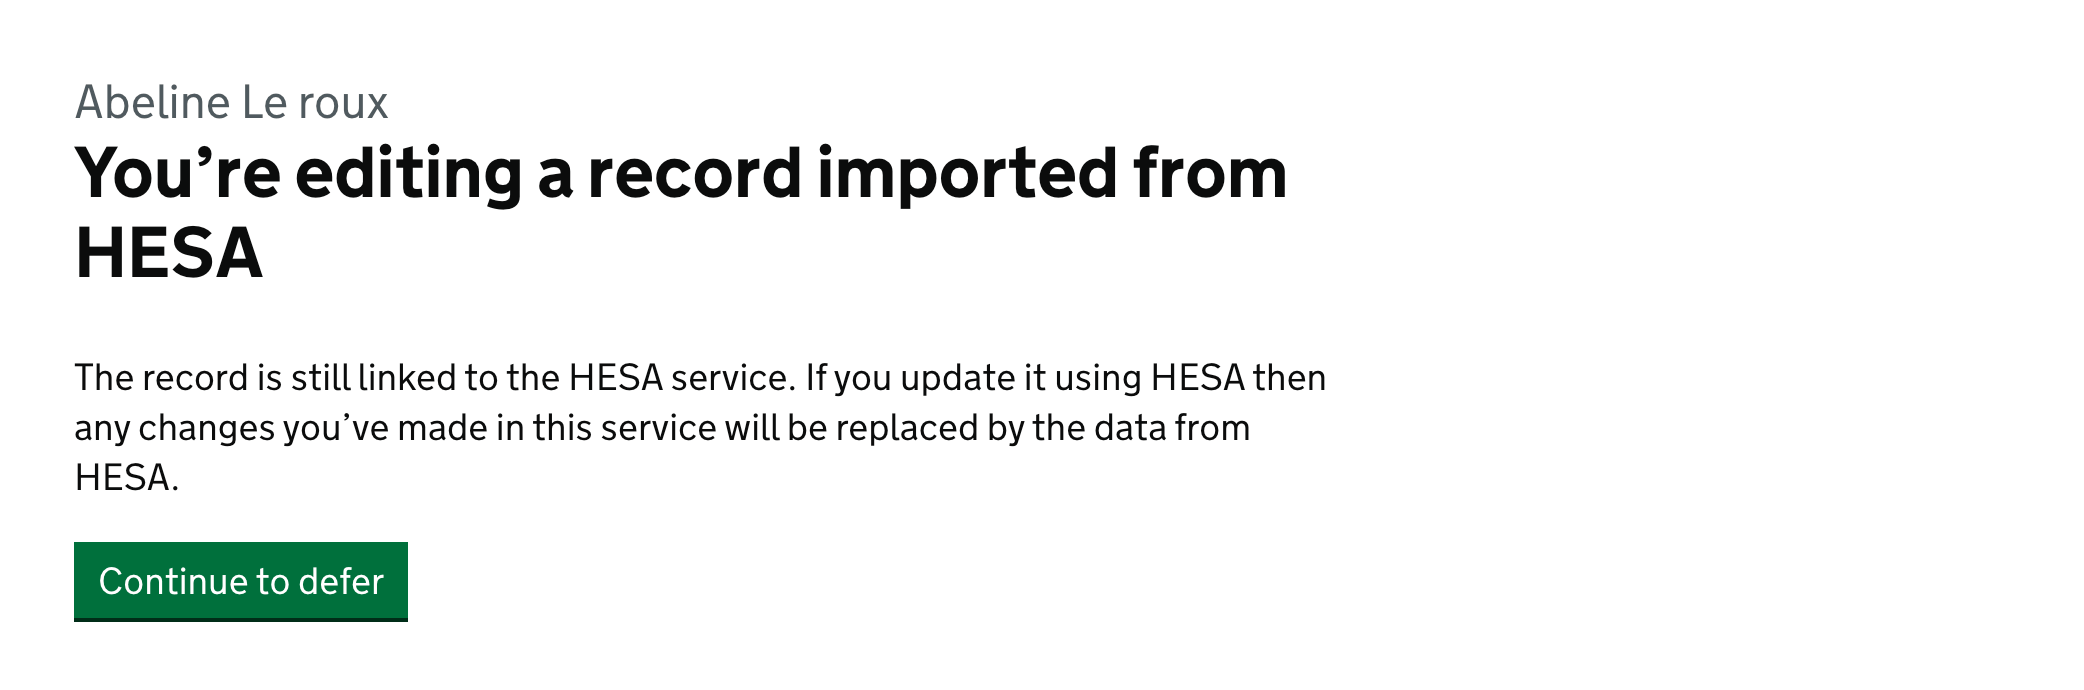 Abeline Le roux
You’re editing a record imported from
HESA
The record is still linked to the HESA service. If you update it using HESA then
any changes you’ve made in this service will be replaced by the data from
HESA.
Continue to defer